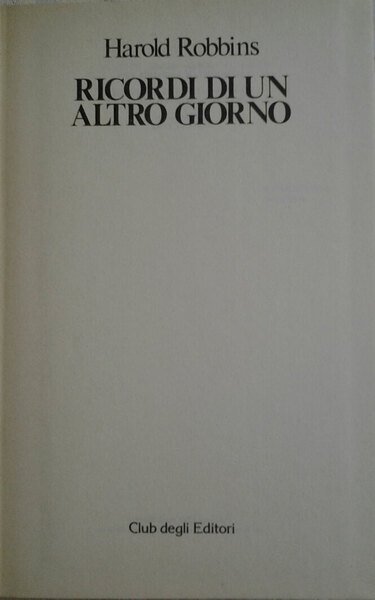 Harold Robbins
RICORDI DI UN
ALTRO GIORNO
Club degli Editori